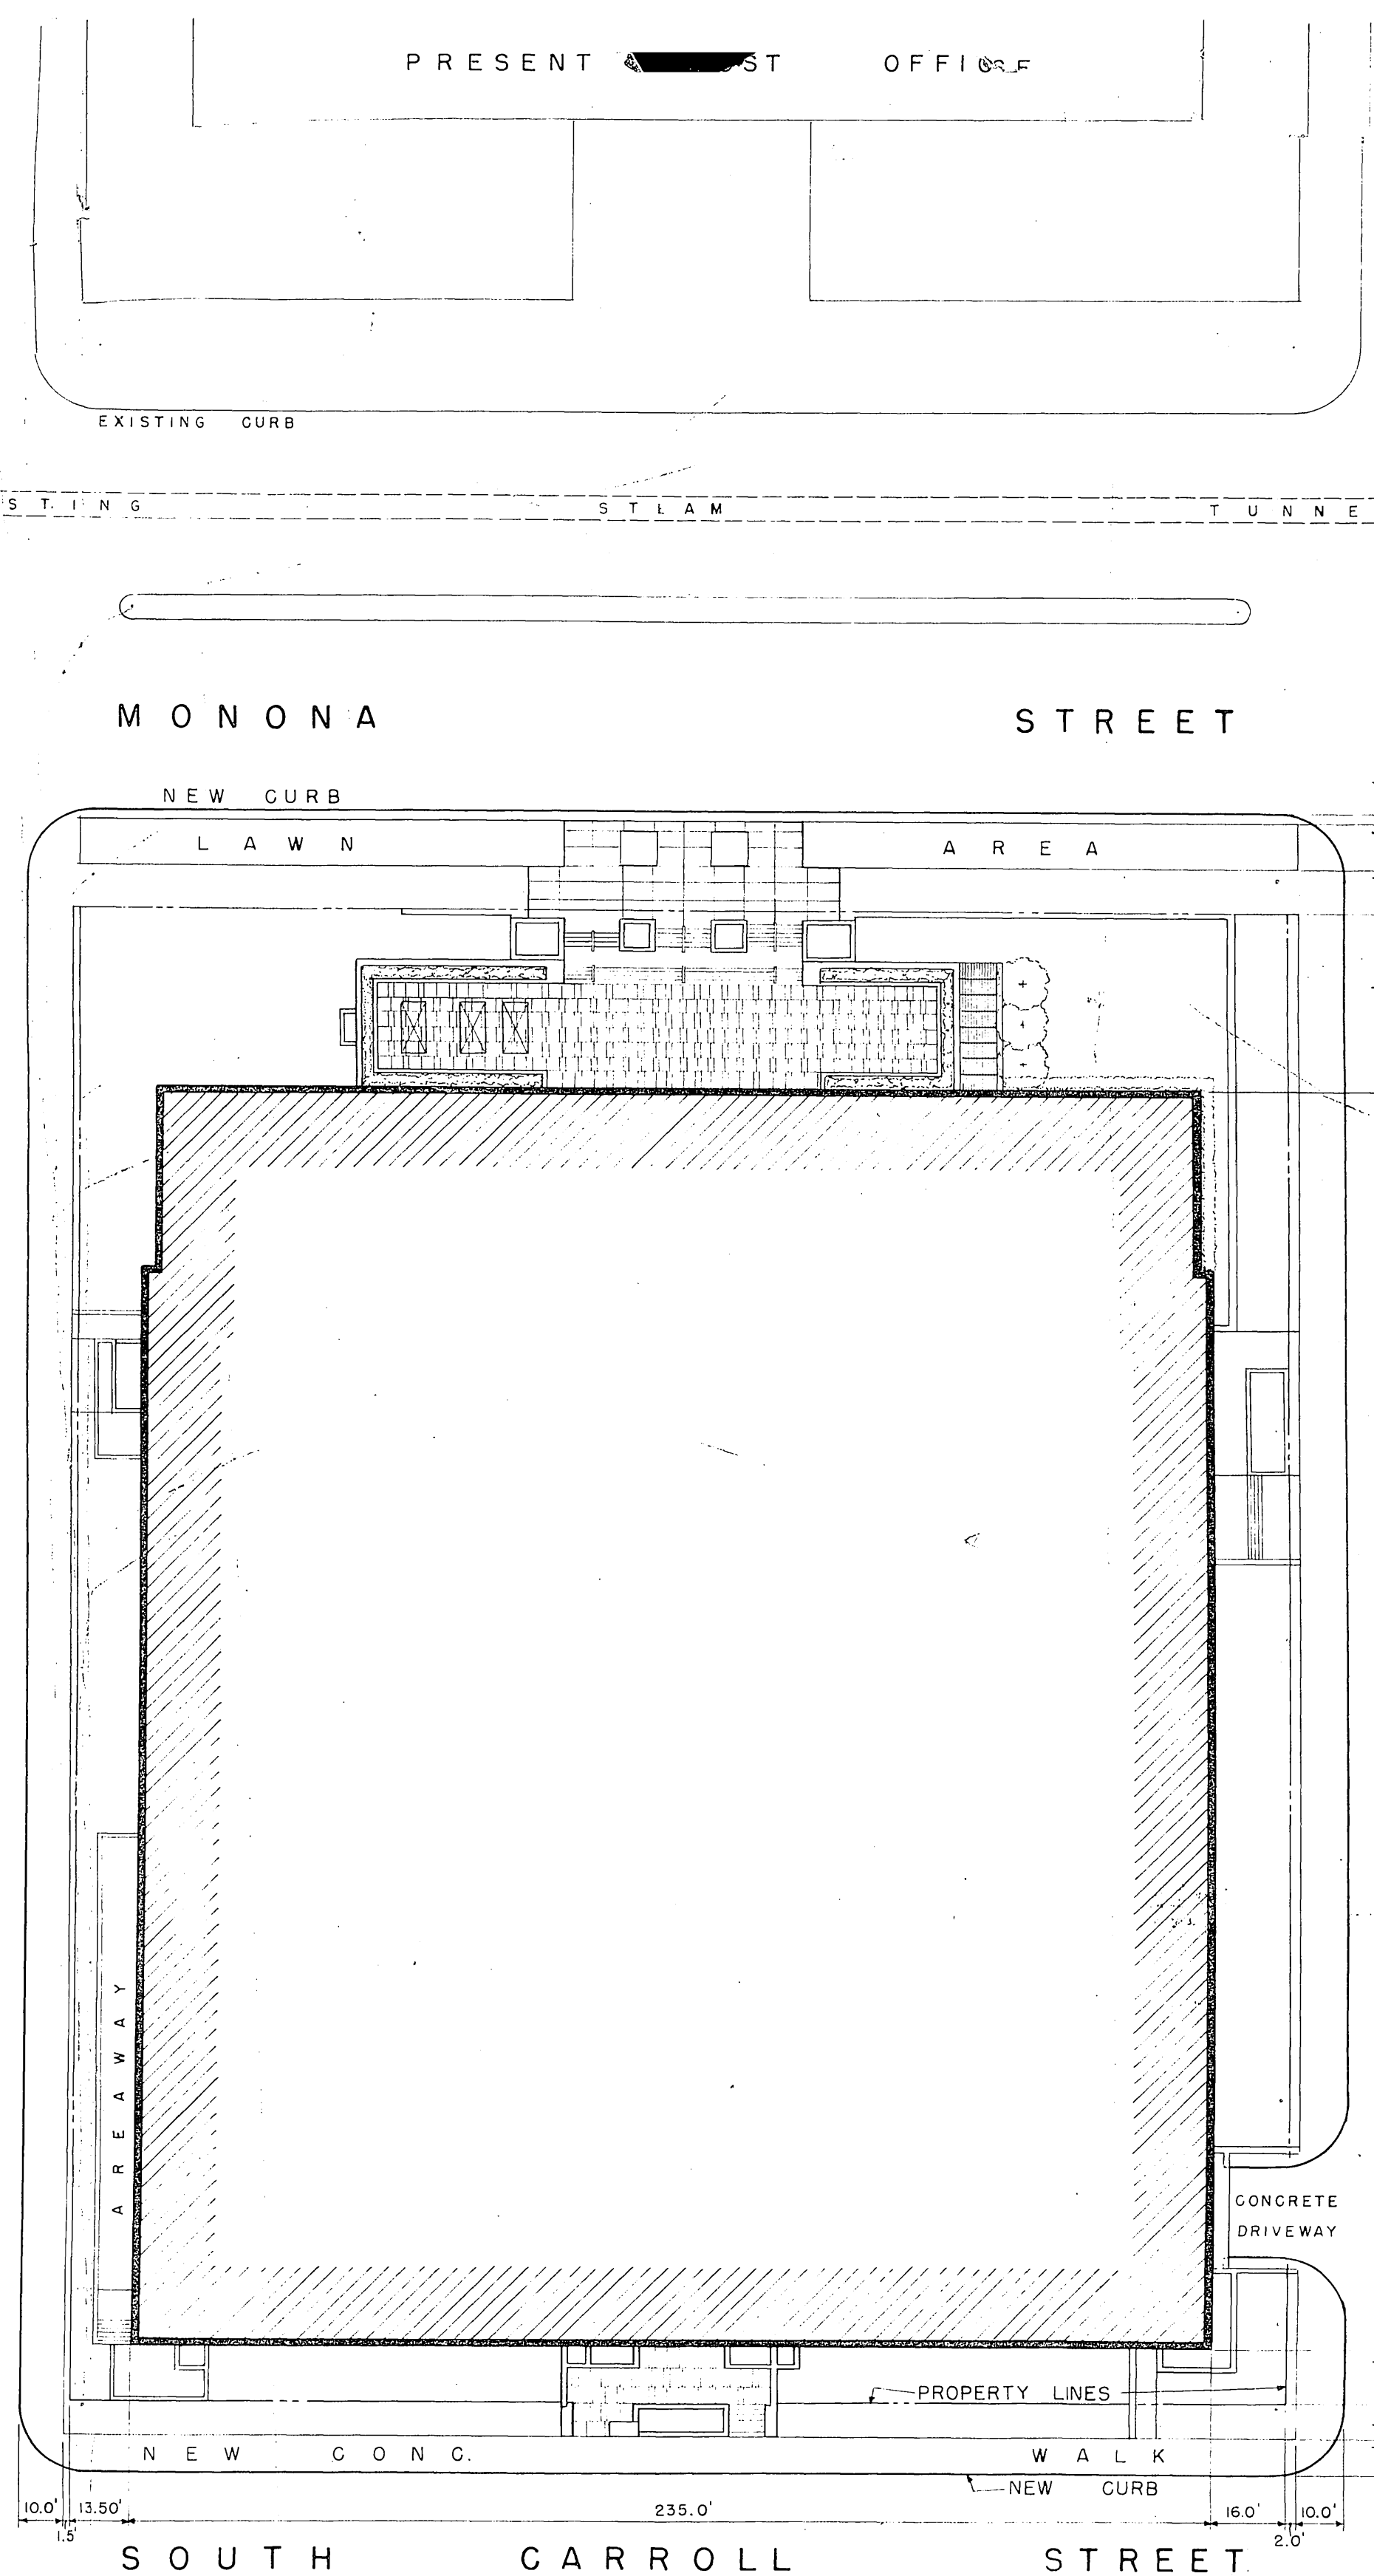 PRESENT OFFI
EXISTING CURB
STING STEAM TUNNE
MONONA STREET
NEW CURB
LAWN AREA
AREAWAY
CONCRETE
DRIVEWAY
PROPERTY LINES
NEW CONC. WALK
NEW CURB
10.0' 13.50' 235.0' 16.0' 10.0'
1.5' 2.0'
SOUTH CARROLL STREET